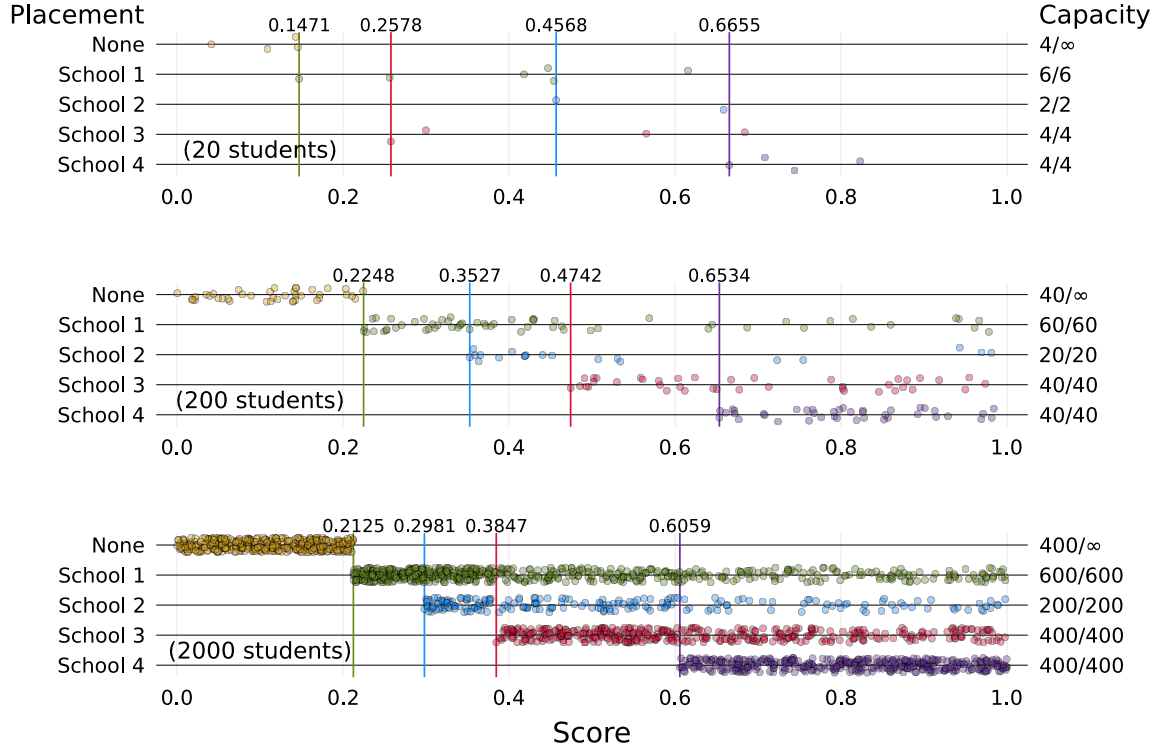 Placement Capacity
0.1471 0.2578 0.4568 0.6655
None 4/∞
School 1 6/6
School 2 2/2
School 3 4/4
(20 students)
School 4 4/4
0.0 0.2 0.4 0.6 0.8 1.0
0.2248 0.3527 0.4742 0.6534
None 40/∞
School 1 60/60
School 2 20/20
School 3 40/40
(200 students)
School 4 40/40
0.0 0.2 0.4 0.6 0.8 1.0
0.2125 0.2981 0.3847 0.6059
None 400/∞
School 1 600/600
School 2 200/200
School 3 400/400
(2000 students)
School 4 400/400
0.0 0.2 0.4 0.6 0.8 1.0
Score